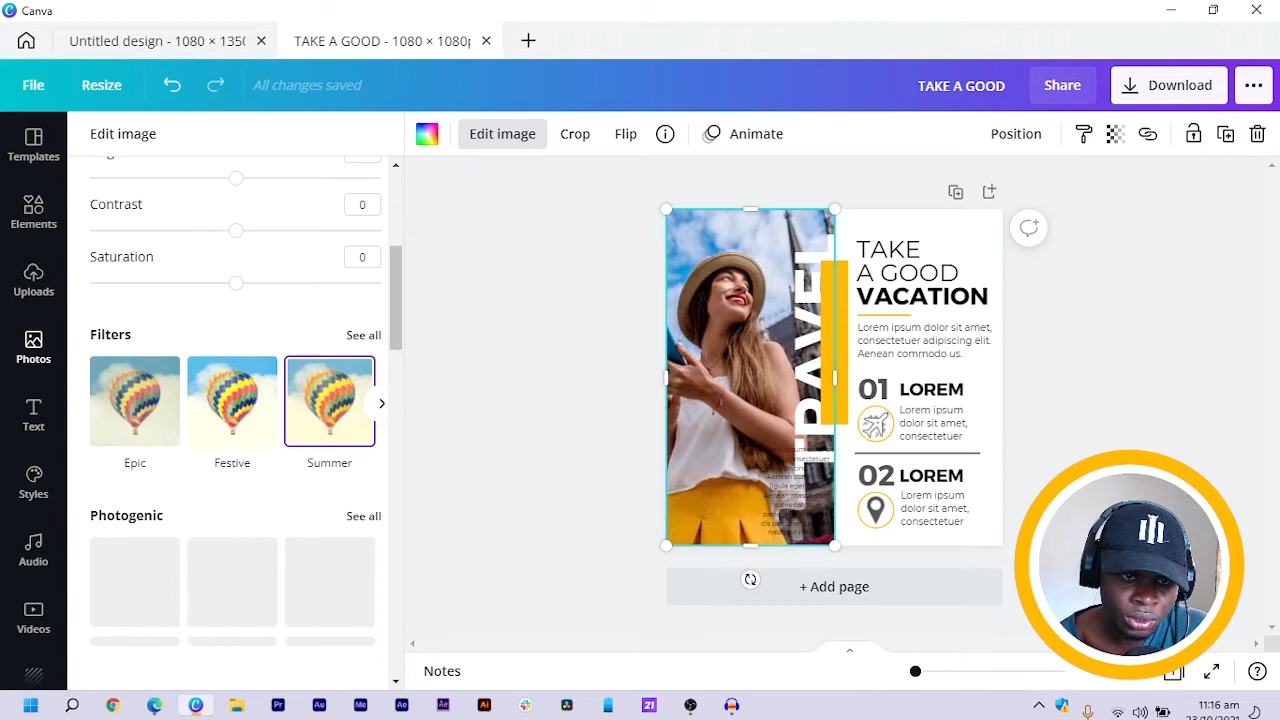 Canva
Untitled design - 1080 × 1350
TAKE A GOOD - 1080 × 1080p
File
Resize
All changes saved
TAKE A GOOD
Share
Download
Templates
Elements
Uploads
Photos
Text
Styles
Audio
Videos
Edit image
Contrast
0
Saturation
0
Filters
See all
Epic
Festive
Summer
Photogenic
See all
Edit image
Crop
Flip
Animate
Position
TRAVEL
TAKE
A GOOD
VACATION
Lorem ipsum dolor sit amet,
consectetuer adipiscing elit.
Aenean commodo us.
01 LOREM
Lorem ipsum
dolor sit amet,
consectetuer
02 LOREM
Lorem ipsum
dolor sit amet,
consectetuer
+ Add page
Notes
11:16 am